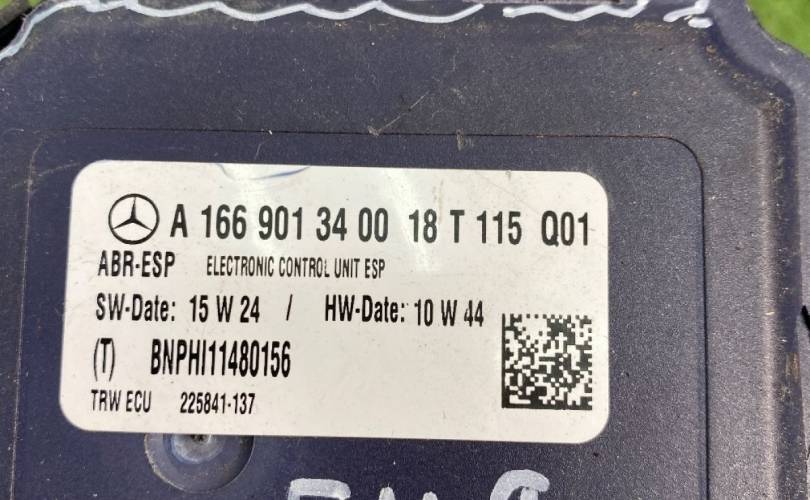 A 166 901 34 00 18 T 115 Q01
ABR-ESP ELECTRONIC CONTROL UNIT ESP
SW-Date: 15 W 24 / HW-Date: 10 W 44
(T) BNPHI11480156
TRW ECU 225841-137